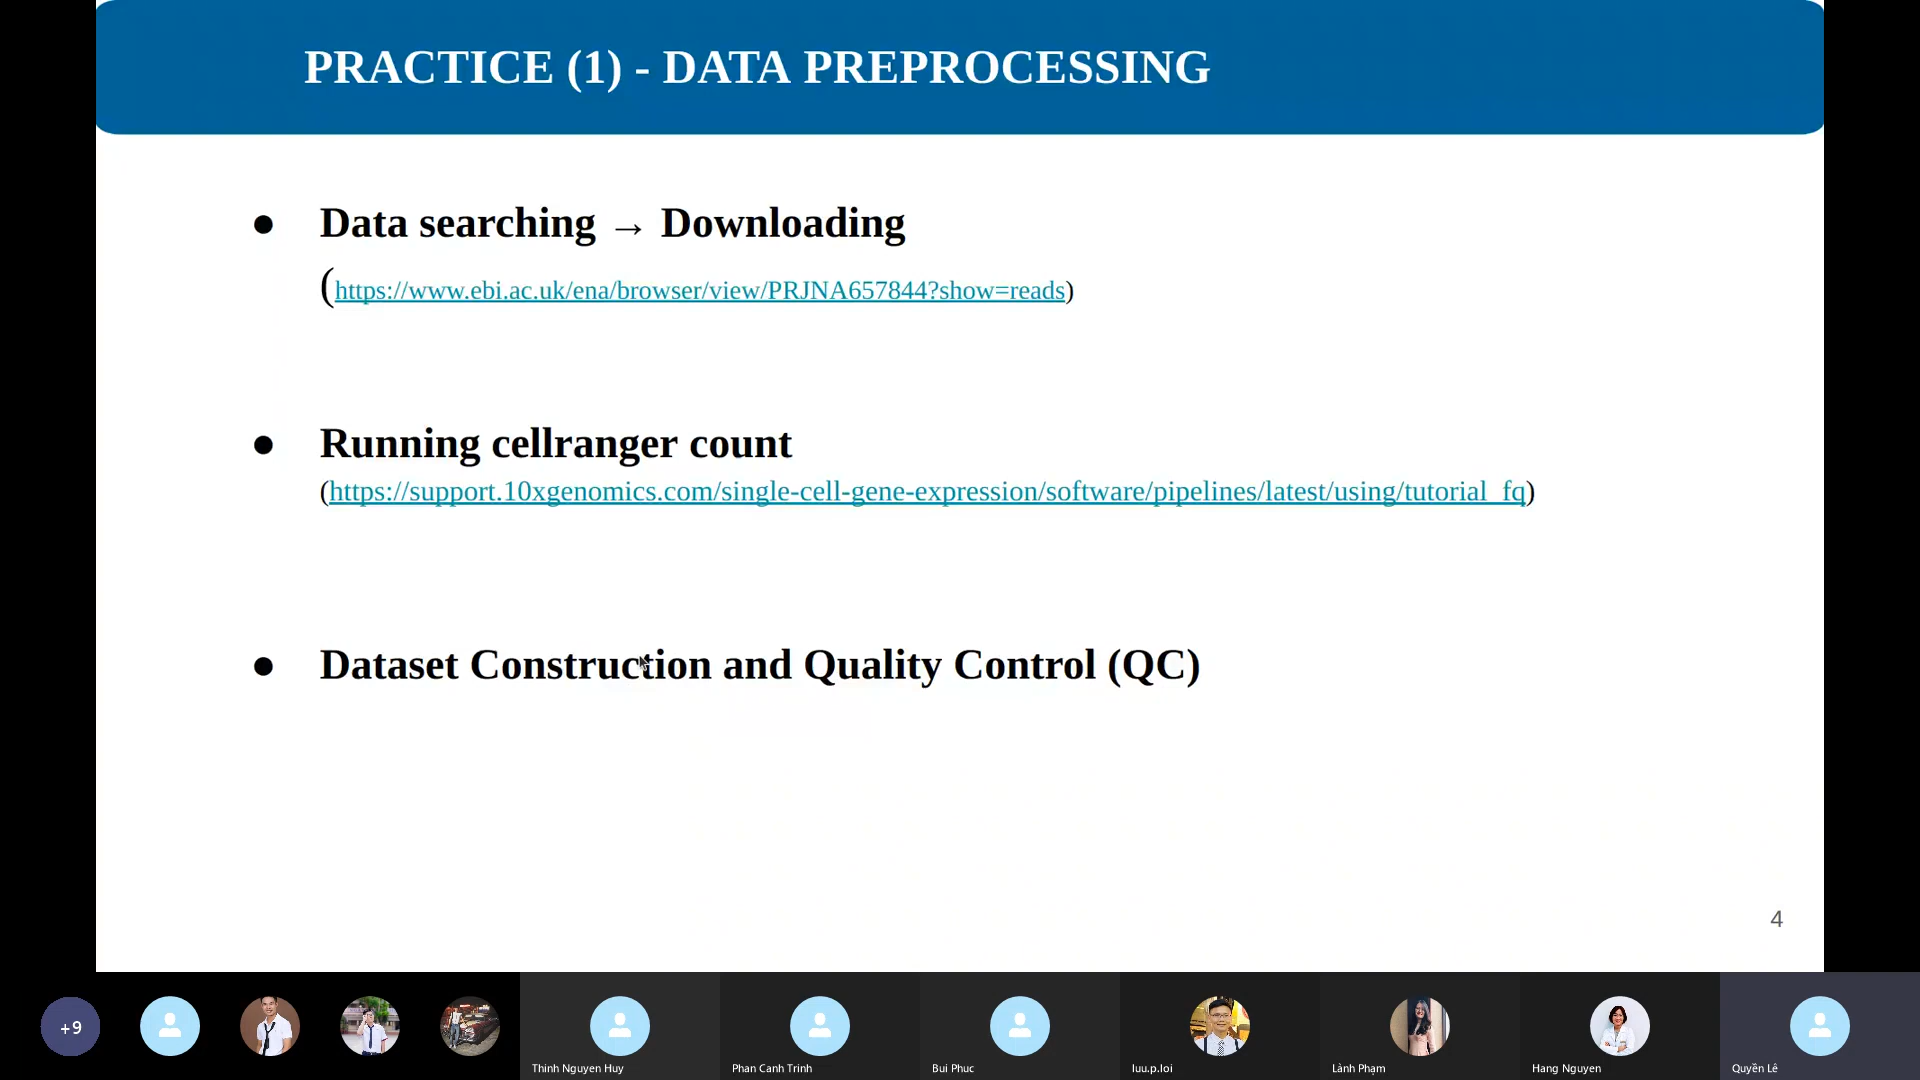 PRACTICE (1) - DATA PREPROCESSING
● Data searching → Downloading
(https://www.ebi.ac.uk/ena/browser/view/PRJNA657844?show=reads)
● Running cellranger count
(https://support.10xgenomics.com/single-cell-gene-expression/software/pipelines/latest/using/tutorial_fq)
● Dataset Construction and Quality Control (QC)
4
+9
Thinh Nguyen Huy
Phan Canh Trinh
Bui Phuc
luu.p.loi
Lành Phạm
Hang Nguyen
Quyền Lê